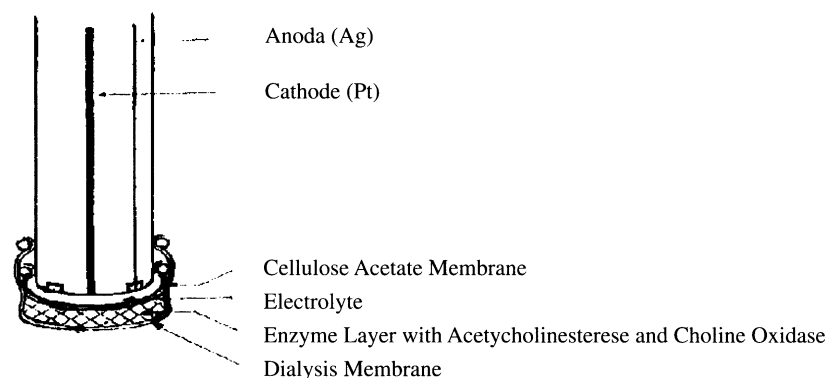 Anoda (Ag)
Cathode (Pt)
Cellulose Acetate Membrane
Electrolyte
Enzyme Layer with Acetycholinesterese and Choline Oxidase
Dialysis Membrane